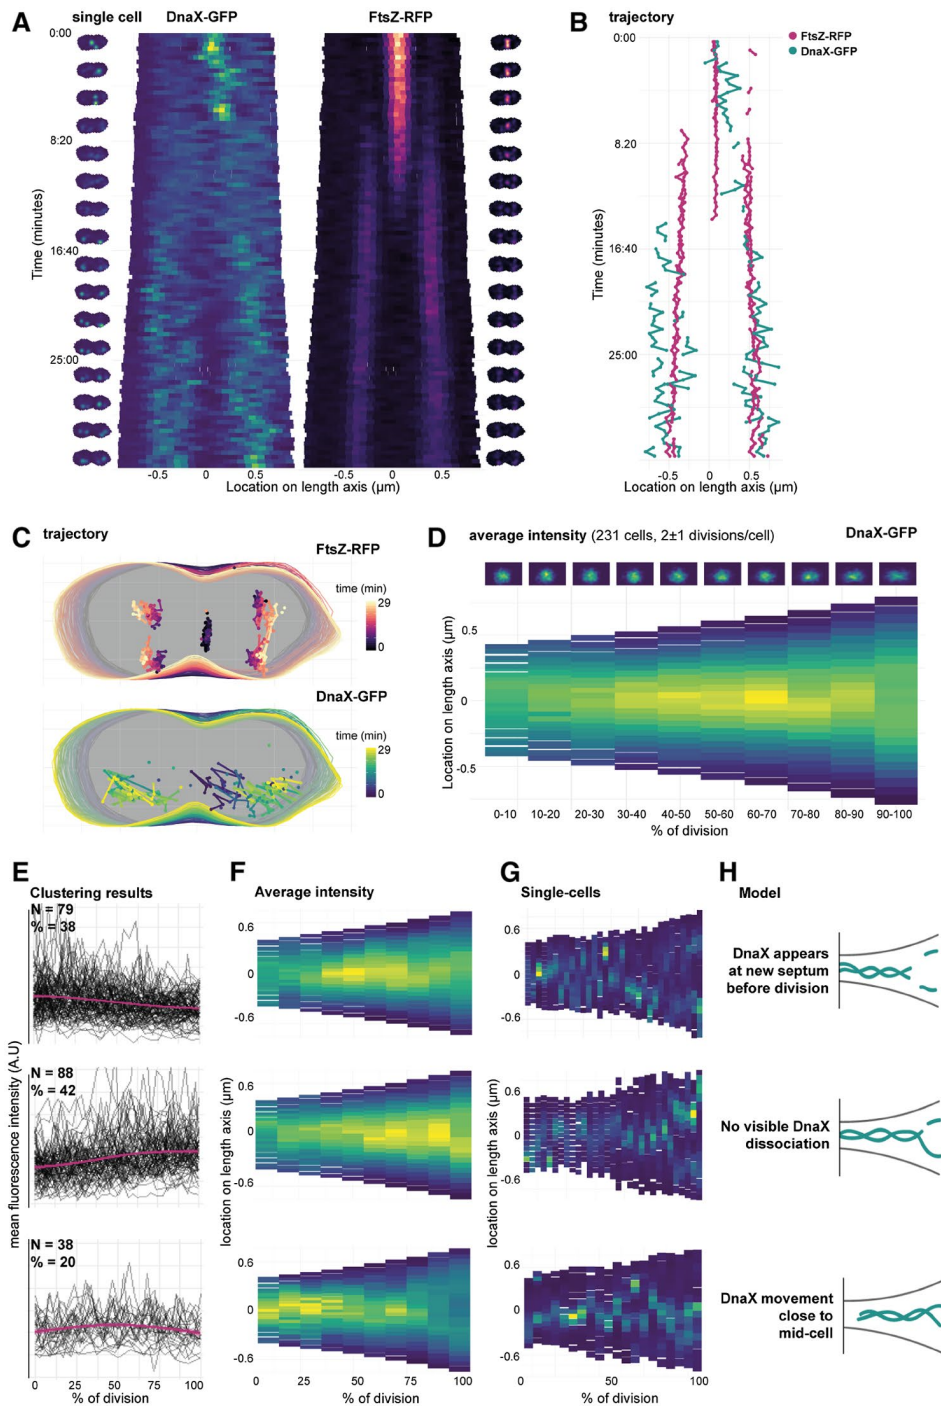 A
single cell
DnaX-GFP
FtsZ-RFP
0:00
8:20
16:40
25:00
Time (minutes)
-0.5 0 0.5
-0.5 0 0.5
Location on length axis (µm)
B
trajectory
FtsZ-RFP
DnaX-GFP
0:00
8.20
16:40
25:00
Time (minutes)
-0.5 0 0.5
Location on length axis (µm)
C
trajectory
FtsZ-RFP
time (min)
29
0
DnaX-GFP
time (min)
29
0
D
average intensity (231 cells, 2±1 divisions/cell)
DnaX-GFP
Location on length axis (µm)
0.5
0
-0.5
0-10 10-20 20-30 30-40 40-50 50-60 60-70 70-80 80-90 90-100
% of division
E
Clustering results
N = 79
% = 38
N = 88
% = 42
N = 38
% = 20
mean fluorescence intensity (A.U)
0 25 50 75 100
% of division
F
Average intensity
location on length axis (µm)
0.6
0
-0.6
0.6
0
-0.6
0.6
0
-0.6
0 25 50 75 100
% of division
G
Single-cells
location on length axis (µm)
0.6
0
-0.6
0.6
0
-0.6
0.6
0
-0.6
0 50 100
% of division
H
Model
DnaX appears
at new septum
before division
No visible DnaX
dissociation
DnaX movement
close to
mid-cell